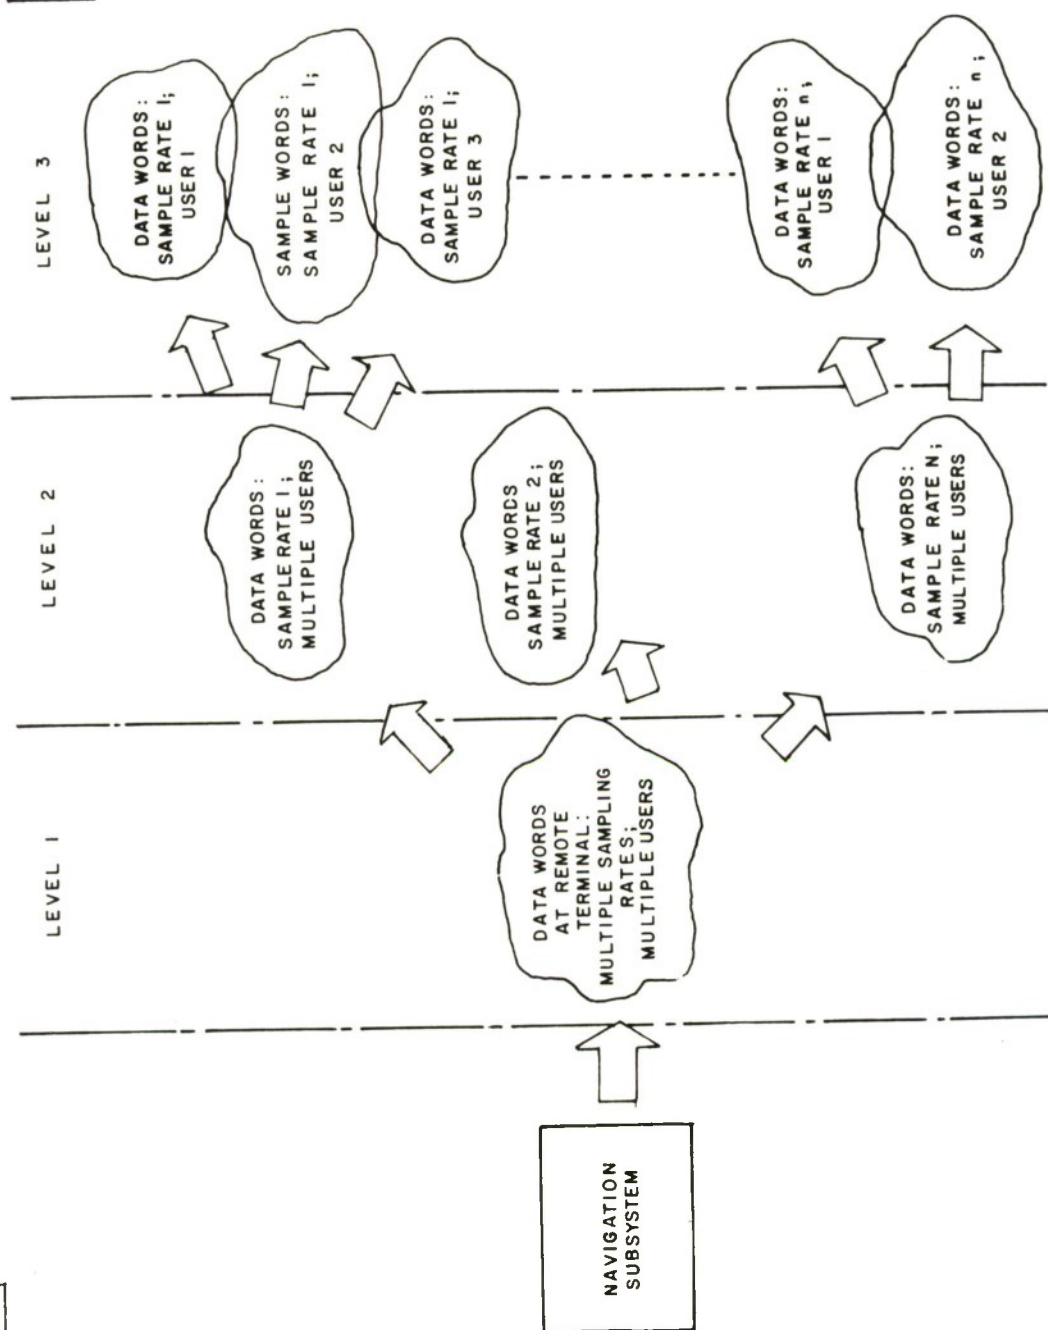 LEVEL 1
LEVEL 2
LEVEL 3
NAVIGATION
SUBSYSTEM
DATA WORDS
AT REMOTE
TERMINAL:
MULTIPLE SAMPLING
RATES;
MULTIPLE USERS
DATA WORDS:
SAMPLE RATE 1;
MULTIPLE USERS
DATA WORDS
SAMPLE RATE 2;
MULTIPLE USERS
DATA WORDS:
SAMPLE RATE N;
MULTIPLE USERS
DATA WORDS:
SAMPLE RATE 1;
USER 1
SAMPLE WORDS:
SAMPLE RATE 1;
USER 2
DATA WORDS:
SAMPLE RATE 1;
USER 3
DATA WORDS:
SAMPLE RATE n;
USER 1
DATA WORDS:
SAMPLE RATE n;
USER 2